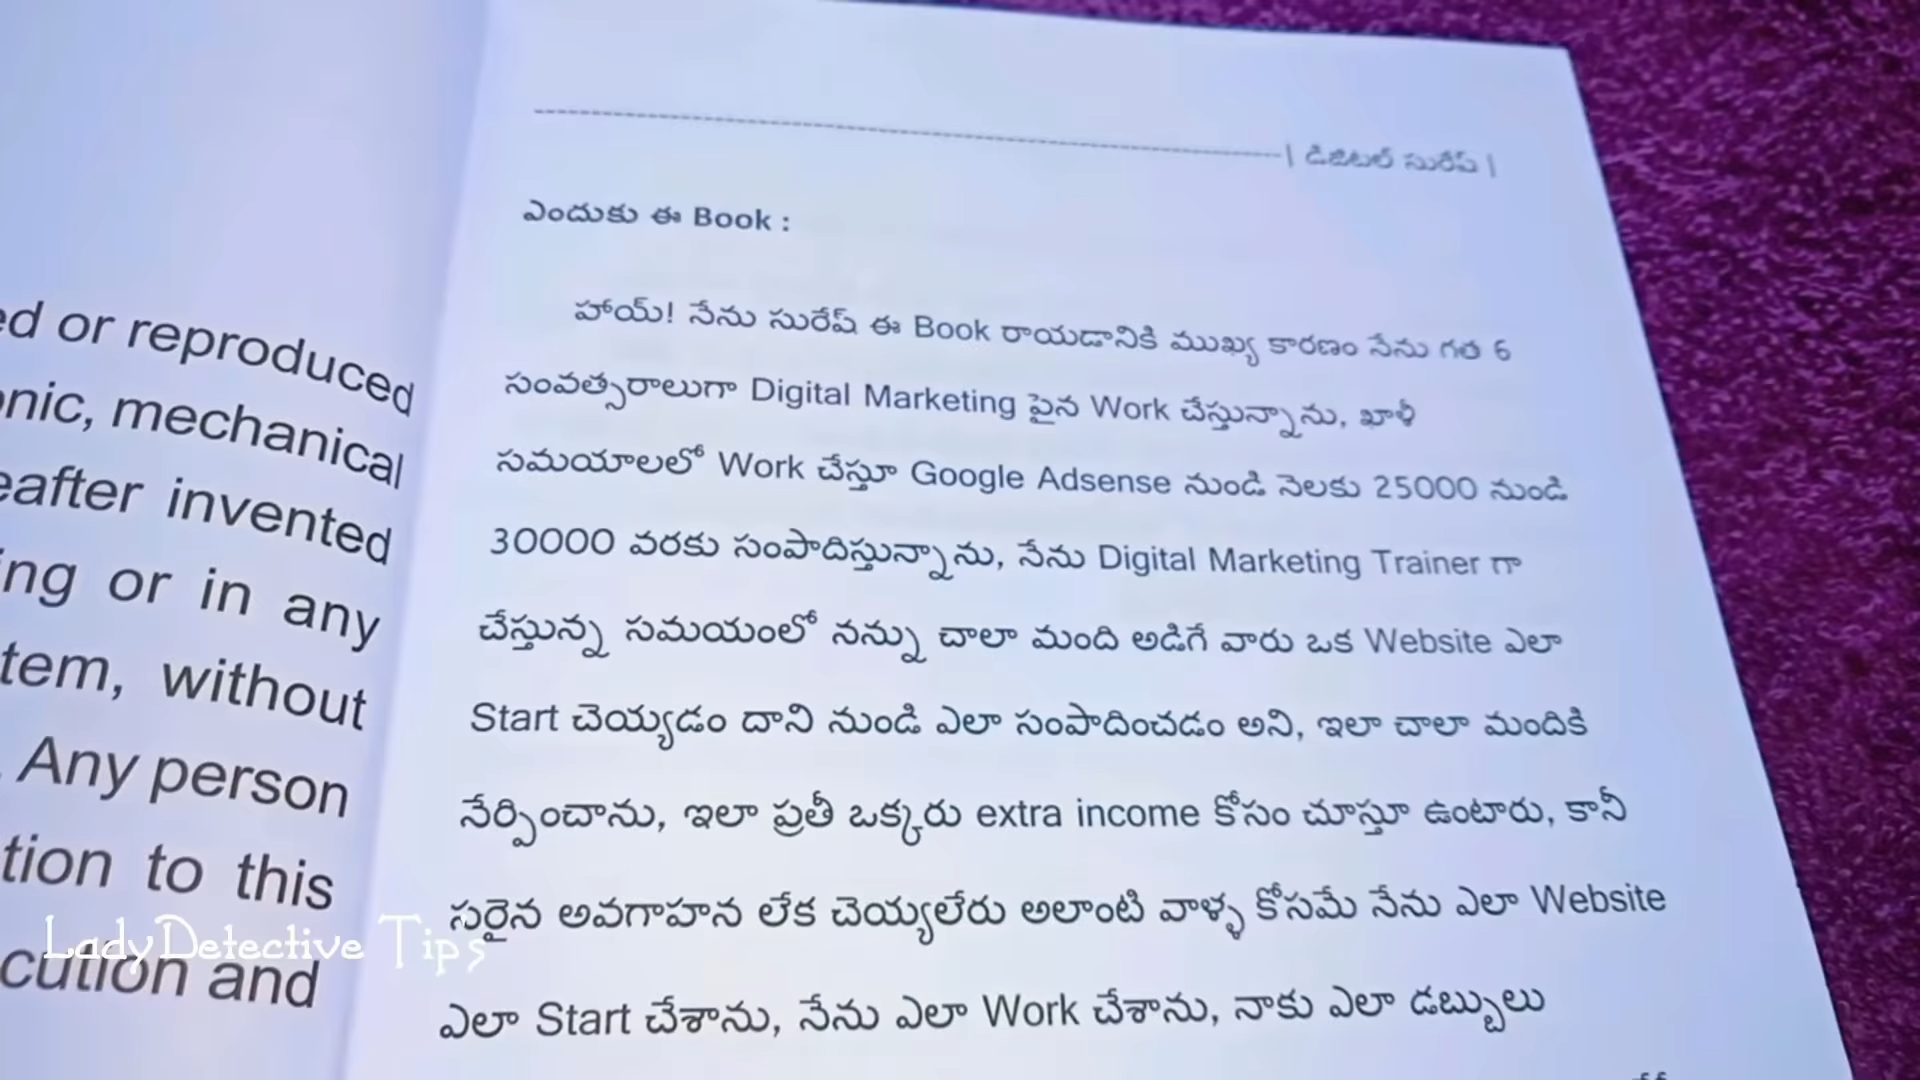 ed or reproduced
onic, mechanical
eafter invented
ing or in any
tem, without
. Any person
tion to this
cution and
| డిజిటల్ సురేష్ |
ఎందుకు ఈ Book :
హాయ్! నేను సురేష్ ఈ Book రాయడానికి ముఖ్య కారణం నేను గత 6
సంవత్సరాలుగా Digital Marketing పైన Work చేస్తున్నాను, ఖాళీ
సమయాలలో Work చేస్తూ Google Adsense నుండి నెలకు 25000 నుండి
30000 వరకు సంపాదిస్తున్నాను, నేను Digital Marketing Trainer గా
చేస్తున్న సమయంలో నన్ను చాలా మంది అడిగే వారు ఒక Website ఎలా
Start చెయ్యడం దాని నుండి ఎలా సంపాదించడం అని, ఇలా చాలా మందికి
నేర్పించాను, ఇలా ప్రతీ ఒక్కరు extra income కోసం చూస్తూ ఉంటారు, కానీ
సరైన అవగాహన లేక చెయ్యలేరు అలాంటి వాళ్ళ కోసమే నేను ఎలా Website
ఎలా Start చేశాను, నేను ఎలా Work చేశాను, నాకు ఎలా డబ్బులు
LadyDetective Tips